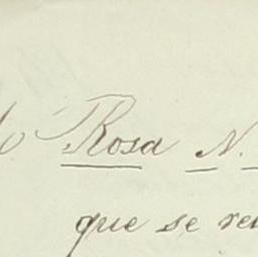 Rosa N.
que se